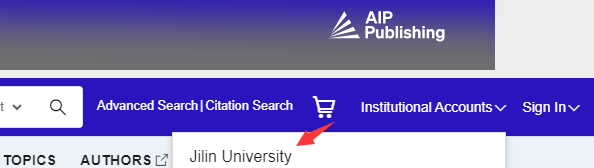 AIP
Publishing
t
Advanced Search | Citation Search
Institutional Accounts
Sign In
TOPICS
AUTHORS
Jilin University